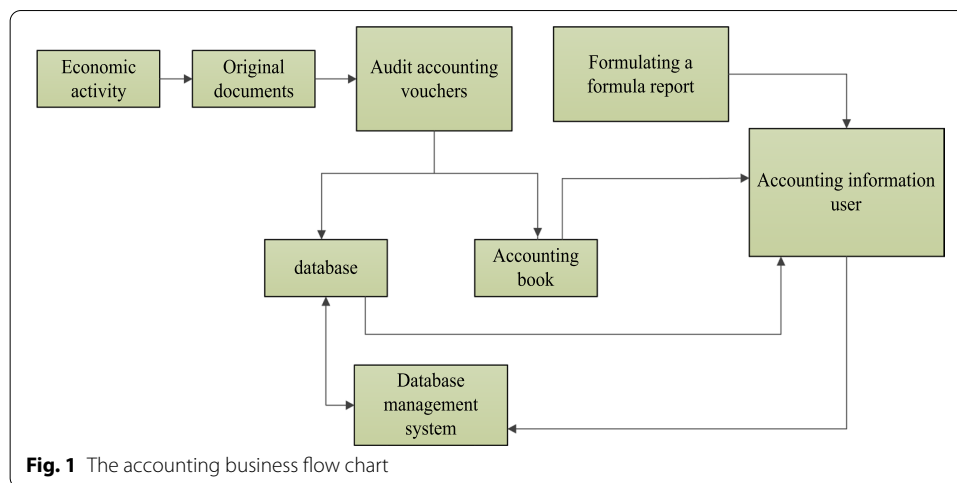 Economic
activity
Original
documents
Audit accounting
vouchers
Formulating a
formula report
Accounting information
user
database
Accounting
book
Database
management
system
Fig. 1 The accounting business flow chart